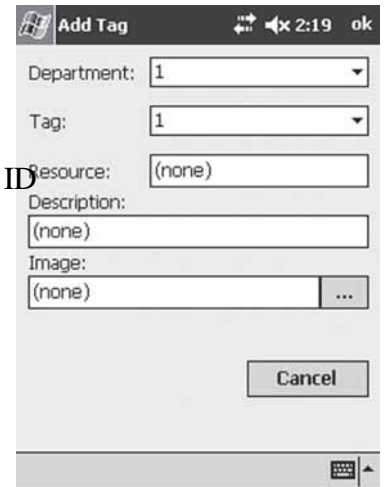 Add Tag 2:19 ok
Department: 1
Tag: 1
ID
Resource: (none)
Description:
(none)
Image:
(none) ...
Cancel